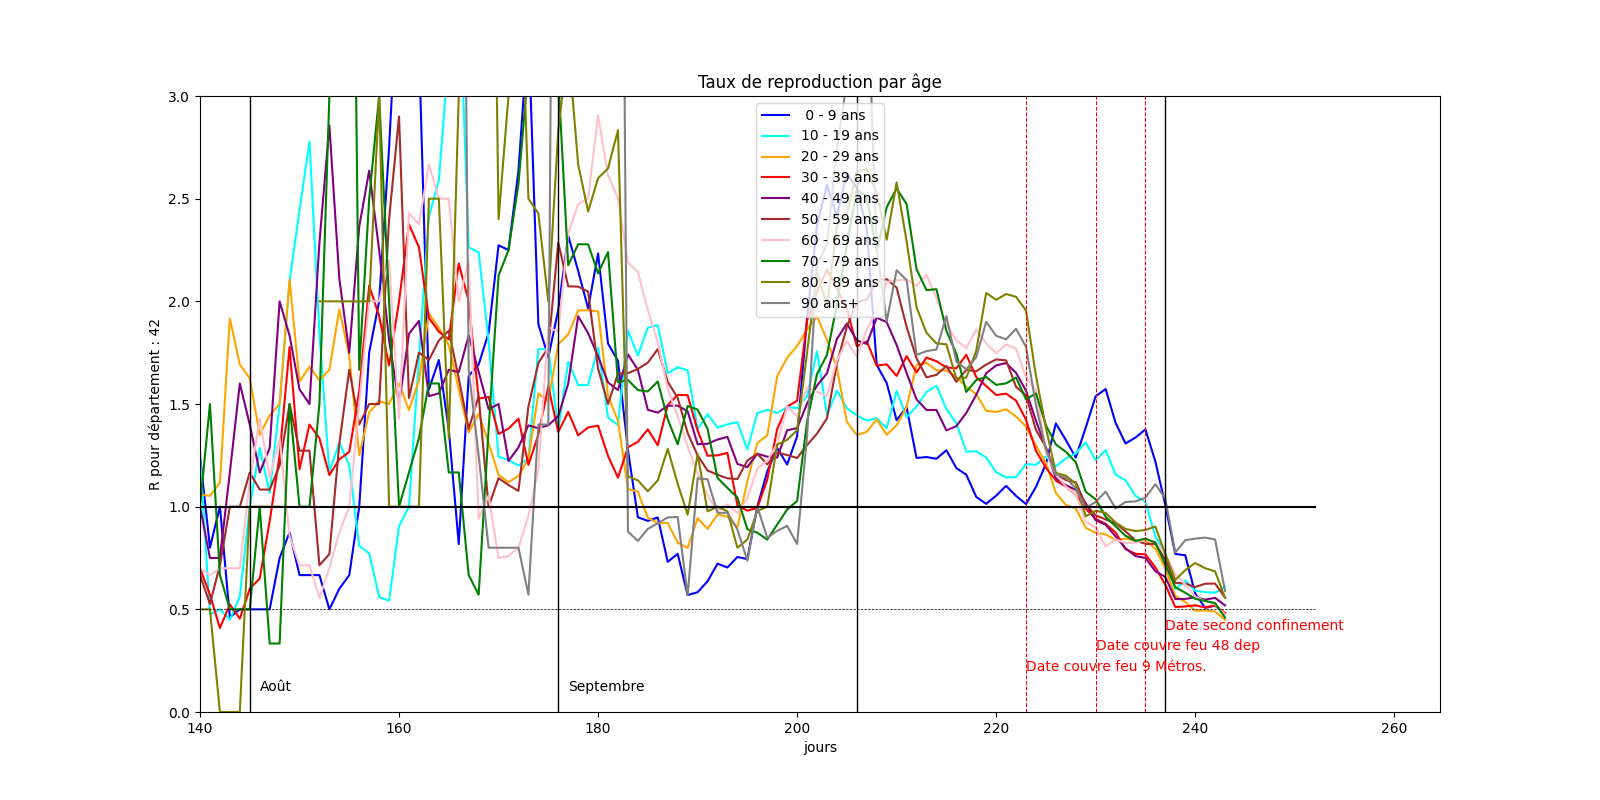 Taux de reproduction par âge
3.0
2.5
2.0
1.5
1.0
0.5
0.0
R pour département : 42
0 - 9 ans
10 - 19 ans
20 - 29 ans
30 - 39 ans
40 - 49 ans
50 - 59 ans
60 - 69 ans
70 - 79 ans
80 - 89 ans
90 ans+
Date second confinement
Date couvre feu 48 dep
Date couvre feu 9 Métros.
Août
Septembre
140
160
180
200
220
240
260
jours